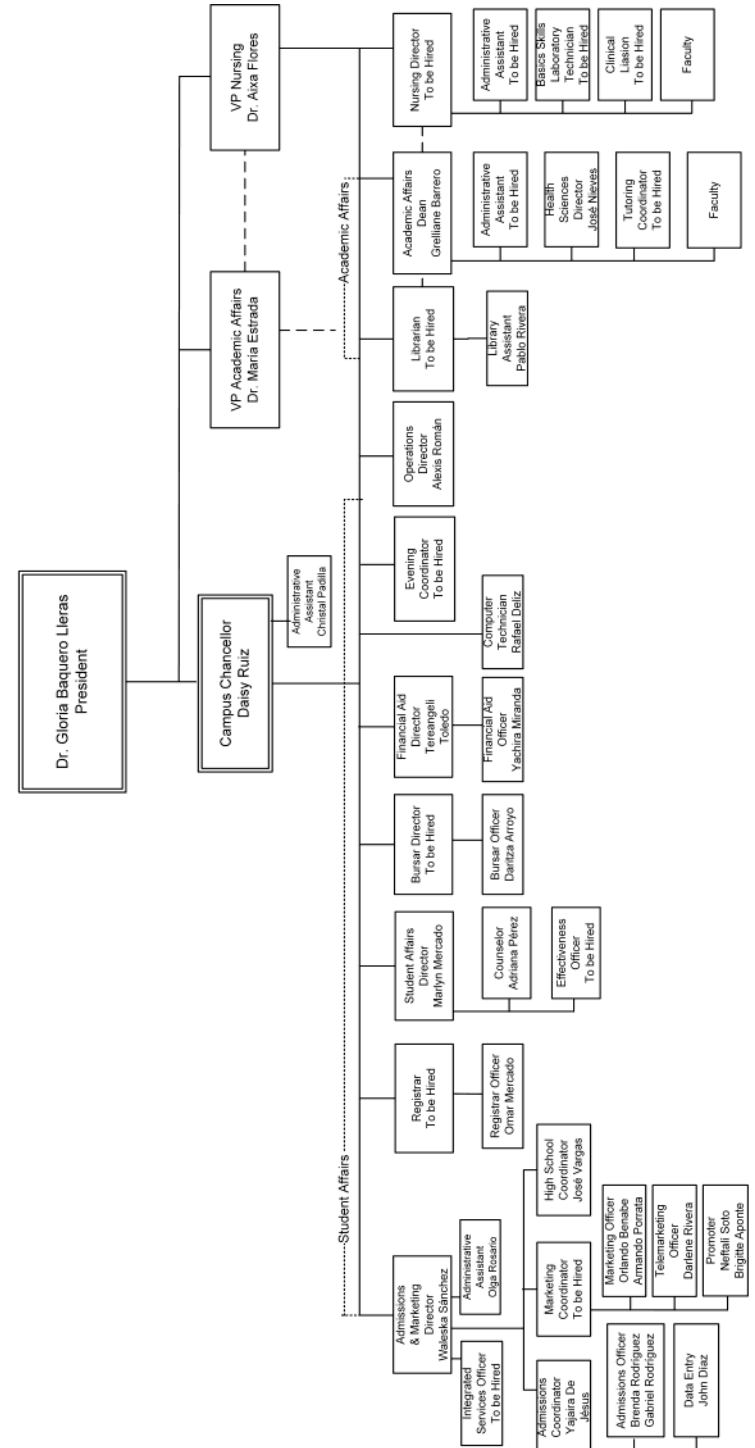 Dr. Gloria Baquero Lleras
President
Campus Chancellor
Daisy Ruiz
Administrative
Assistant
Christal Padilla
VP Academic Affairs
Dr. Maria Estrada
VP Nursing
Dr. Aixa Flores
Student Affairs
Academic Affairs
Admissions
& Marketing
Director
Waleska Sánchez
Registrar
To be Hired
Student Affairs
Director
Marlyn Mercado
Bursar Director
To be Hired
Financial Aid
Director
Tereangeli
Toledo
Evening
Coordinator
To be Hired
Operations
Director
Alexis Román
Librarian
To be Hired
Academic Affairs
Dean
Grelliane Barrero
Nursing Director
To be Hired
Integrated
Services Officer
To be Hired
Administrative
Assistant
Olga Rosario
Admissions
Coordinator
Yajaira De
Jésus
Marketing
Coordinator
To be Hired
High School
Coordinator
José Vargas
Admissions Officer
Brenda Rodríguez
Gabriel Rodríguez
Data Entry
John Díaz
Marketing Officer
Orlando Benabe
Armando Porrata
Telemarketing
Officer
Darlene Rivera
Promoter
Neftalí Soto
Brigitte Aponte
Registrar Officer
Omar Mercado
Counselor
Adriana Pérez
Effectiveness
Officer
To be Hired
Bursar Officer
Daritza Arroyo
Financial Aid
Officer
Yachira Miranda
Computer
Technician
Rafael Deliz
Library
Assistant
Pablo Rivera
Administrative
Assistant
To be Hired
Health
Sciences
Director
José Nieves
Tutoring
Coordinator
To be Hired
Faculty
Administrative
Assistant
To be Hired
Basics Skills
Laboratory
Technician
To be Hired
Clinical
Liasion
To be Hired
Faculty